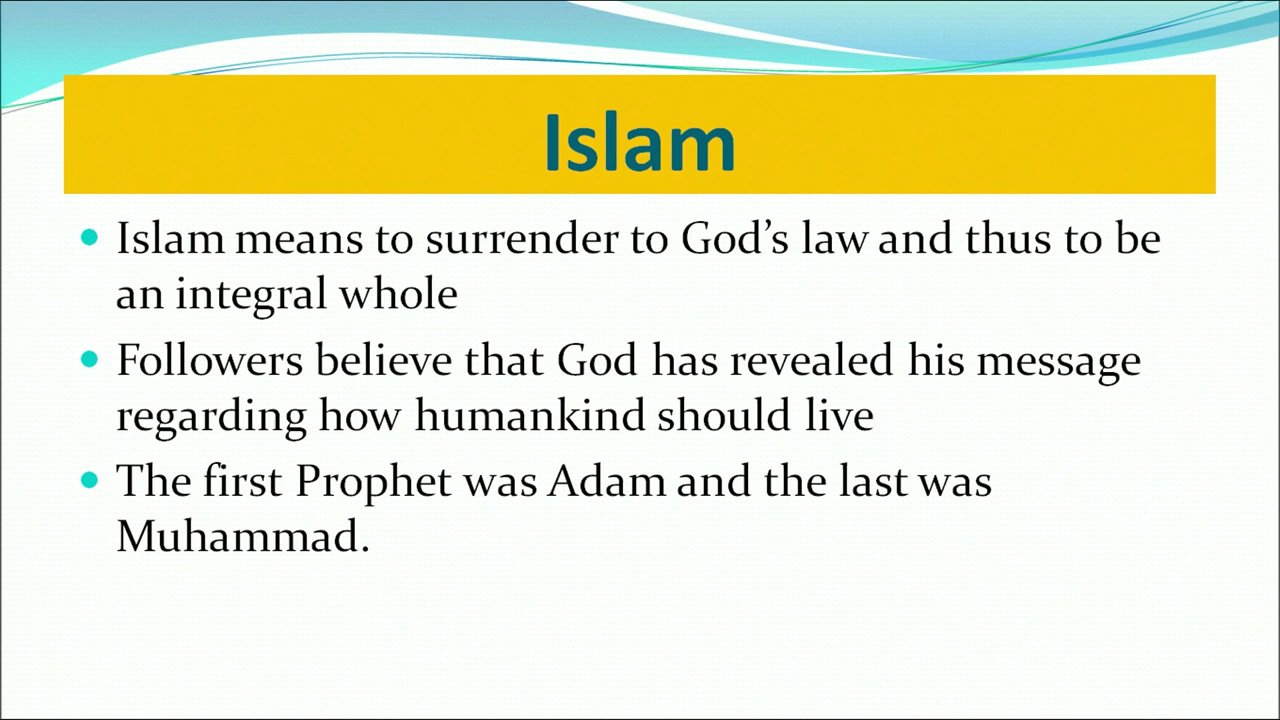 Islam
• Islam means to surrender to God’s law and thus to be
an integral whole
• Followers believe that God has revealed his message
regarding how humankind should live
• The first Prophet was Adam and the last was
Muhammad.